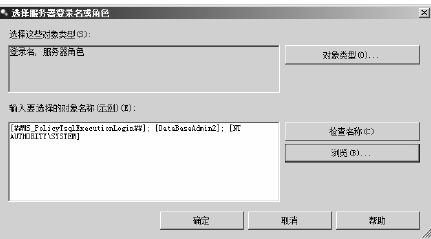 选择服务器登录名或角色
选择这些对象类型(S):
登录名, 服务器角色
对象类型(O)...
输入要选择的对象名称(示例)(E):
[##MS_PolicyTsqlExecutionLogin##]; [DataBaseAdmin2]; [NT
AUTHORITY\SYSTEM]
检查名称(C)
浏览(B)...
确定
取消
帮助